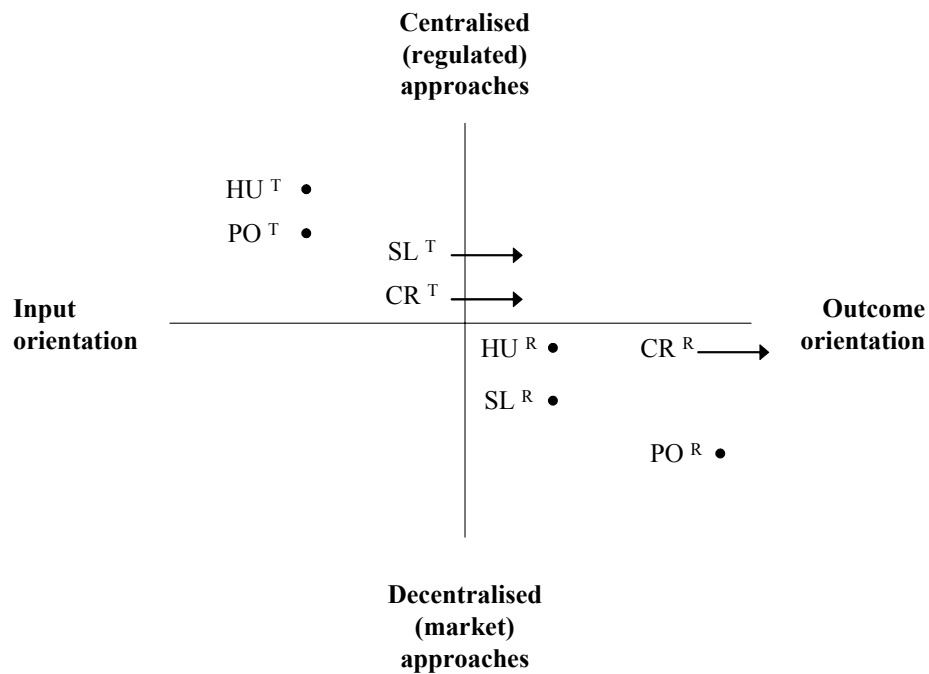 Centralised
(regulated)
approaches
HU T
PO T
SL T
CR T
Input
orientation
Outcome
orientation
HU R
CR R
SL R
PO R
Decentralised
(market)
approaches